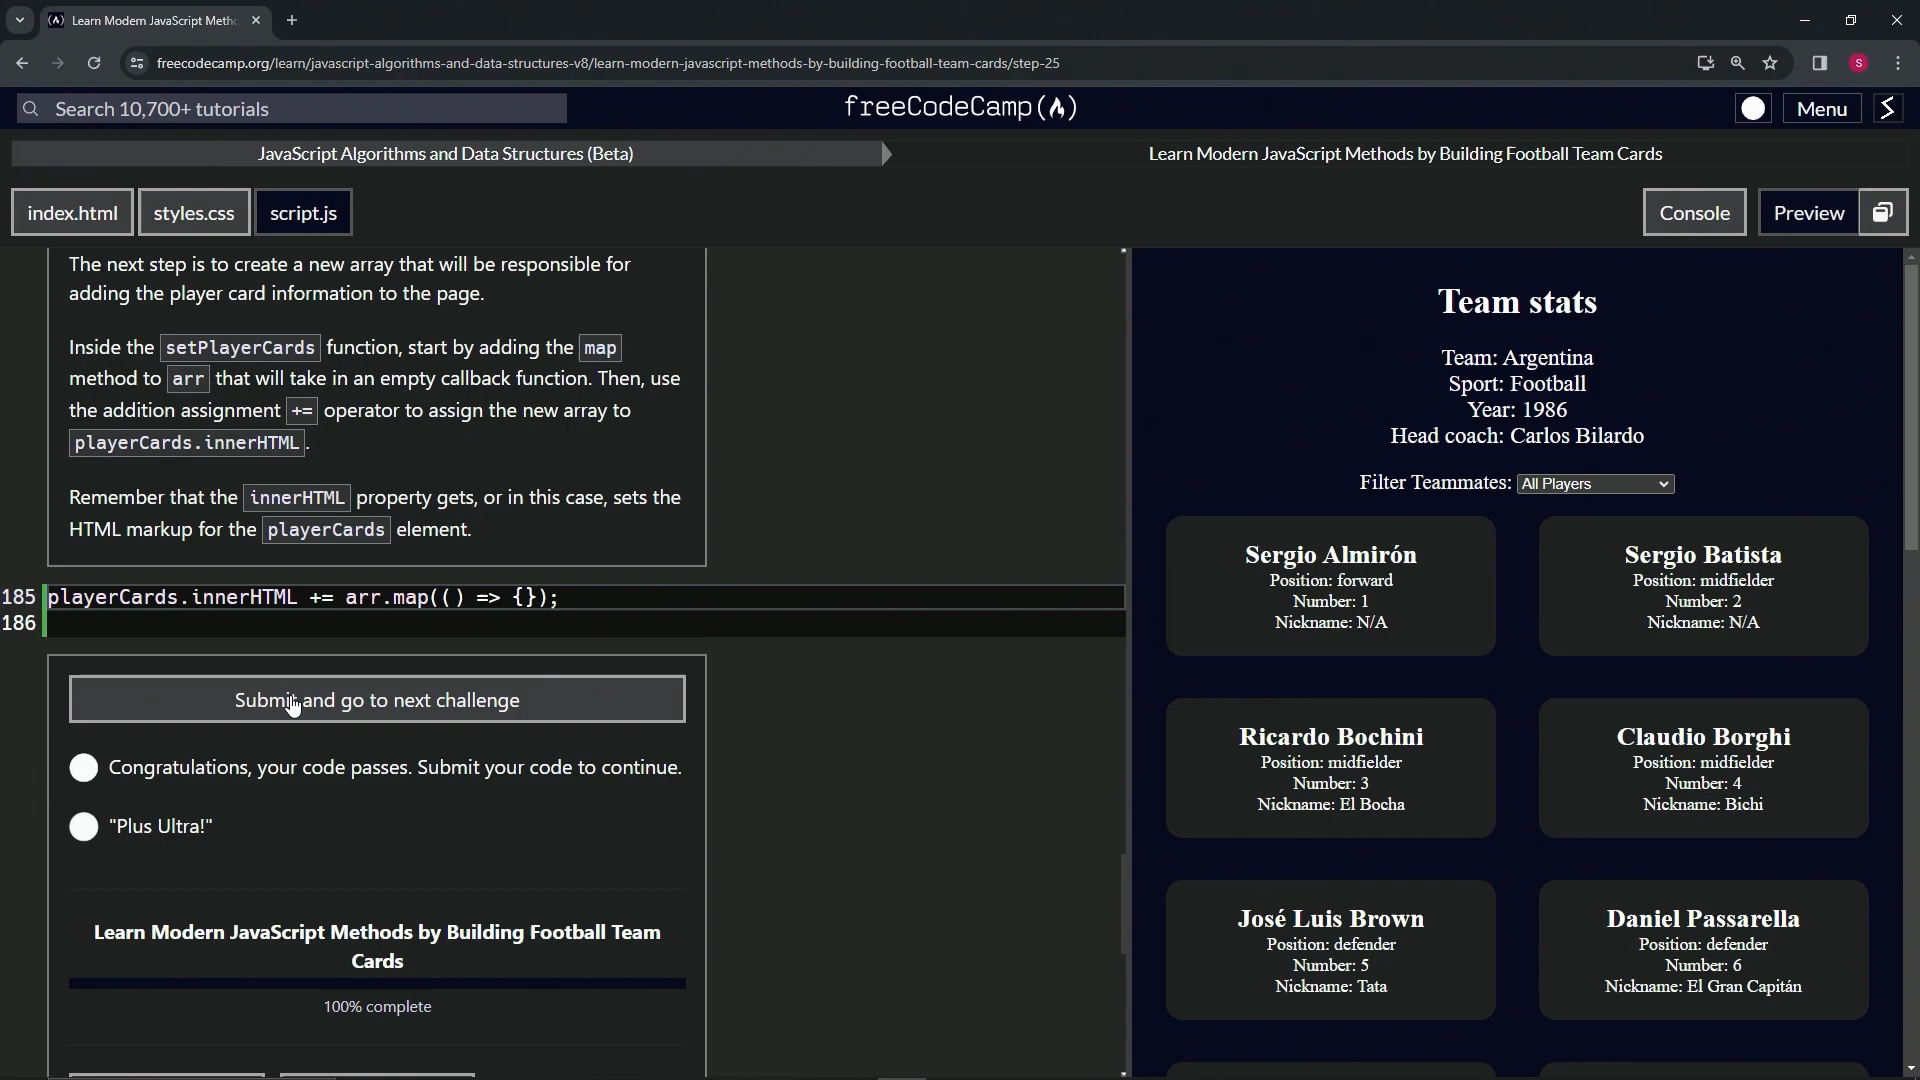 Learn Modern JavaScript Metho
freecodecamp.org/learn/javascript-algorithms-and-data-structures-v8/learn-modern-javascript-methods-by-building-football-team-cards/step-25
S
Search 10,700+ tutorials
freeCodeCamp
Menu
JavaScript Algorithms and Data Structures (Beta)
Learn Modern JavaScript Methods by Building Football Team Cards
index.html
styles.css
script.js
Console
Preview
The next step is to create a new array that will be responsible for
adding the player card information to the page.
Inside the setPlayerCards function, start by adding the map
method to arr that will take in an empty callback function. Then, use
the addition assignment += operator to assign the new array to
playerCards.innerHTML.
Remember that the innerHTML property gets, or in this case, sets the
HTML markup for the playerCards element.
185 playerCards.innerHTML += arr.map(() => {});
186
Submit and go to next challenge
Congratulations, your code passes. Submit your code to continue.
"Plus Ultra!"
Learn Modern JavaScript Methods by Building Football Team
Cards
100% complete
Team stats
Team: Argentina
Sport: Football
Year: 1986
Head coach: Carlos Bilardo
Filter Teammates: All Players
Sergio Almirón
Position: forward
Number: 1
Nickname: N/A
Sergio Batista
Position: midfielder
Number: 2
Nickname: N/A
Ricardo Bochini
Position: midfielder
Number: 3
Nickname: El Bocha
Claudio Borghi
Position: midfielder
Number: 4
Nickname: Bichi
José Luis Brown
Position: defender
Number: 5
Nickname: Tata
Daniel Passarella
Position: defender
Number: 6
Nickname: El Gran Capitán